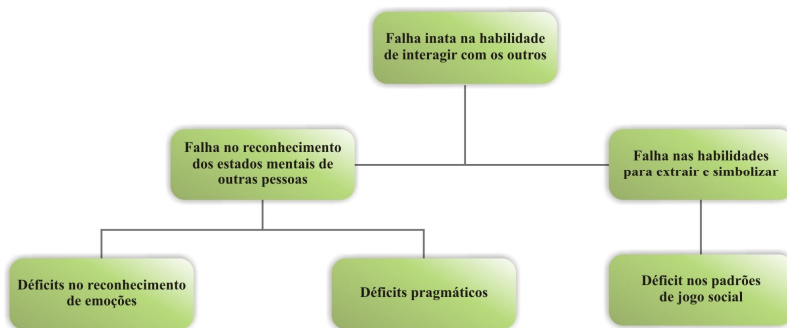 Falha inata na habilidade
de interagir com os outros
Falha no reconhecimento
dos estados mentais de
outras pessoas
Falha nas habilidades
para extrair e simbolizar
Déficits no reconhecimento
de emoções
Déficits pragmáticos
Déficit nos padrões
de jogo social